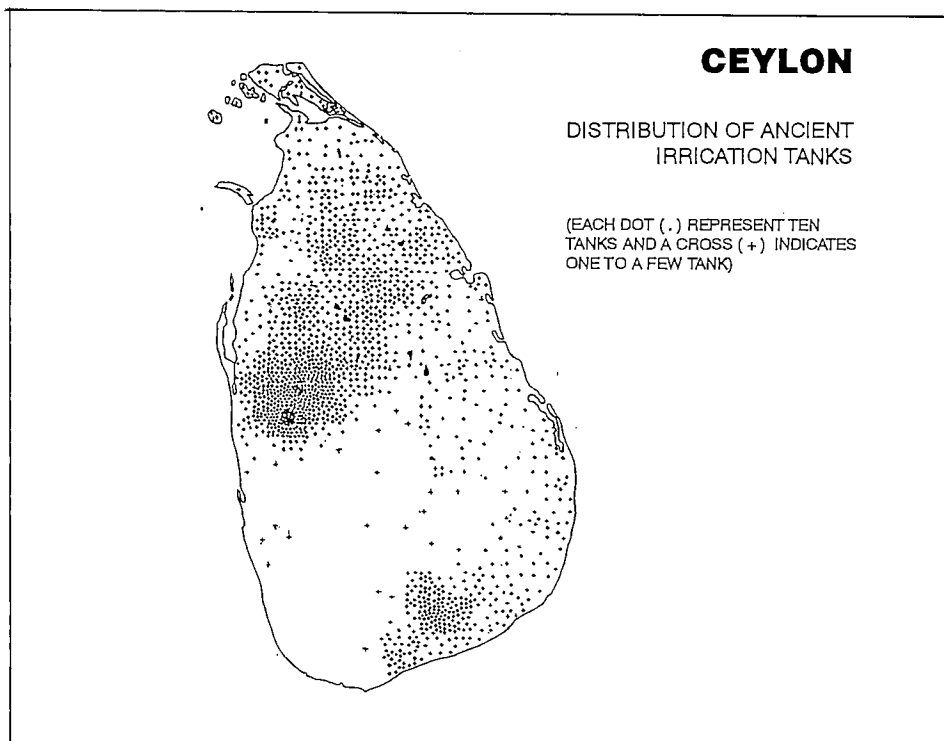 CEYLON
DISTRIBUTION OF ANCIENT
IRRICATION TANKS
(EACH DOT ( . ) REPRESENT TEN
TANKS AND A CROSS ( + ) INDICATES
ONE TO A FEW TANK)